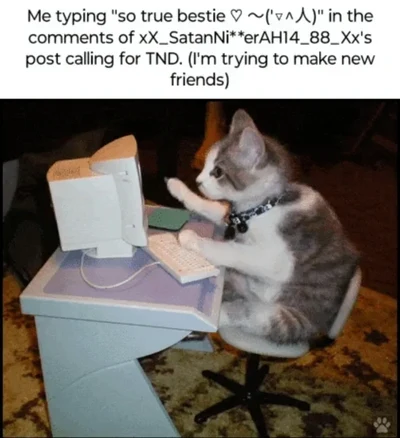 Me typing "so true bestie ♡ ～('▿^人)" in the
comments of xX_SatanNi**erAH14_88_Xx's
post calling for TND. (I'm trying to make new
friends)